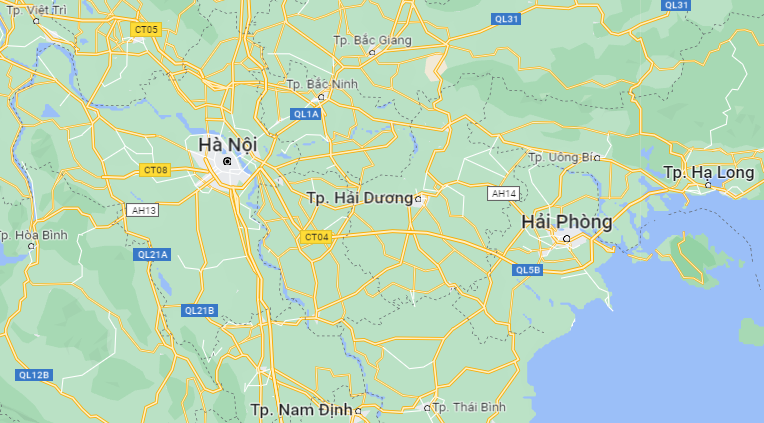 Tp. Việt Trì
CT05
QL31
QL31
Tp. Bắc Giang
Tp. Bắc Ninh
QL1A
Hà Nội
CT08
Tp. Uông Bí
Tp. Hạ Long
Tp. Hải Dương
AH14
AH13
Hải Phòng
p. Hòa Bình
CT04
QL21A
QL5B
QL21B
QL12B
Tp. Nam Định
Tp. Thái Bình